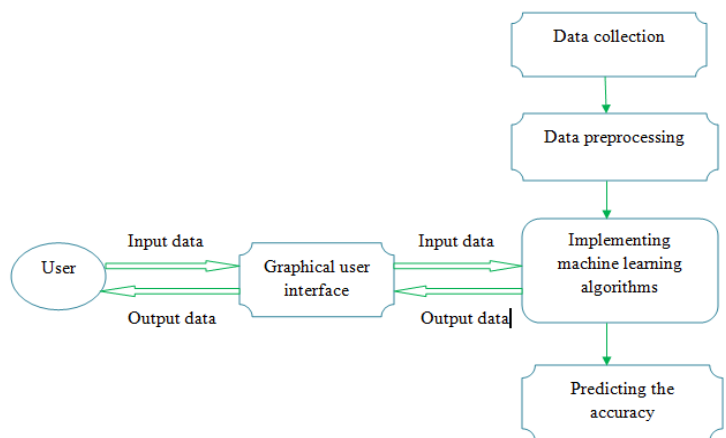 Data collection
Data preprocessing
Input data
Input data
User
Graphical user
interface
Implementing
machine learning
algorithms
Output data
Output data
Predicting the
accuracy